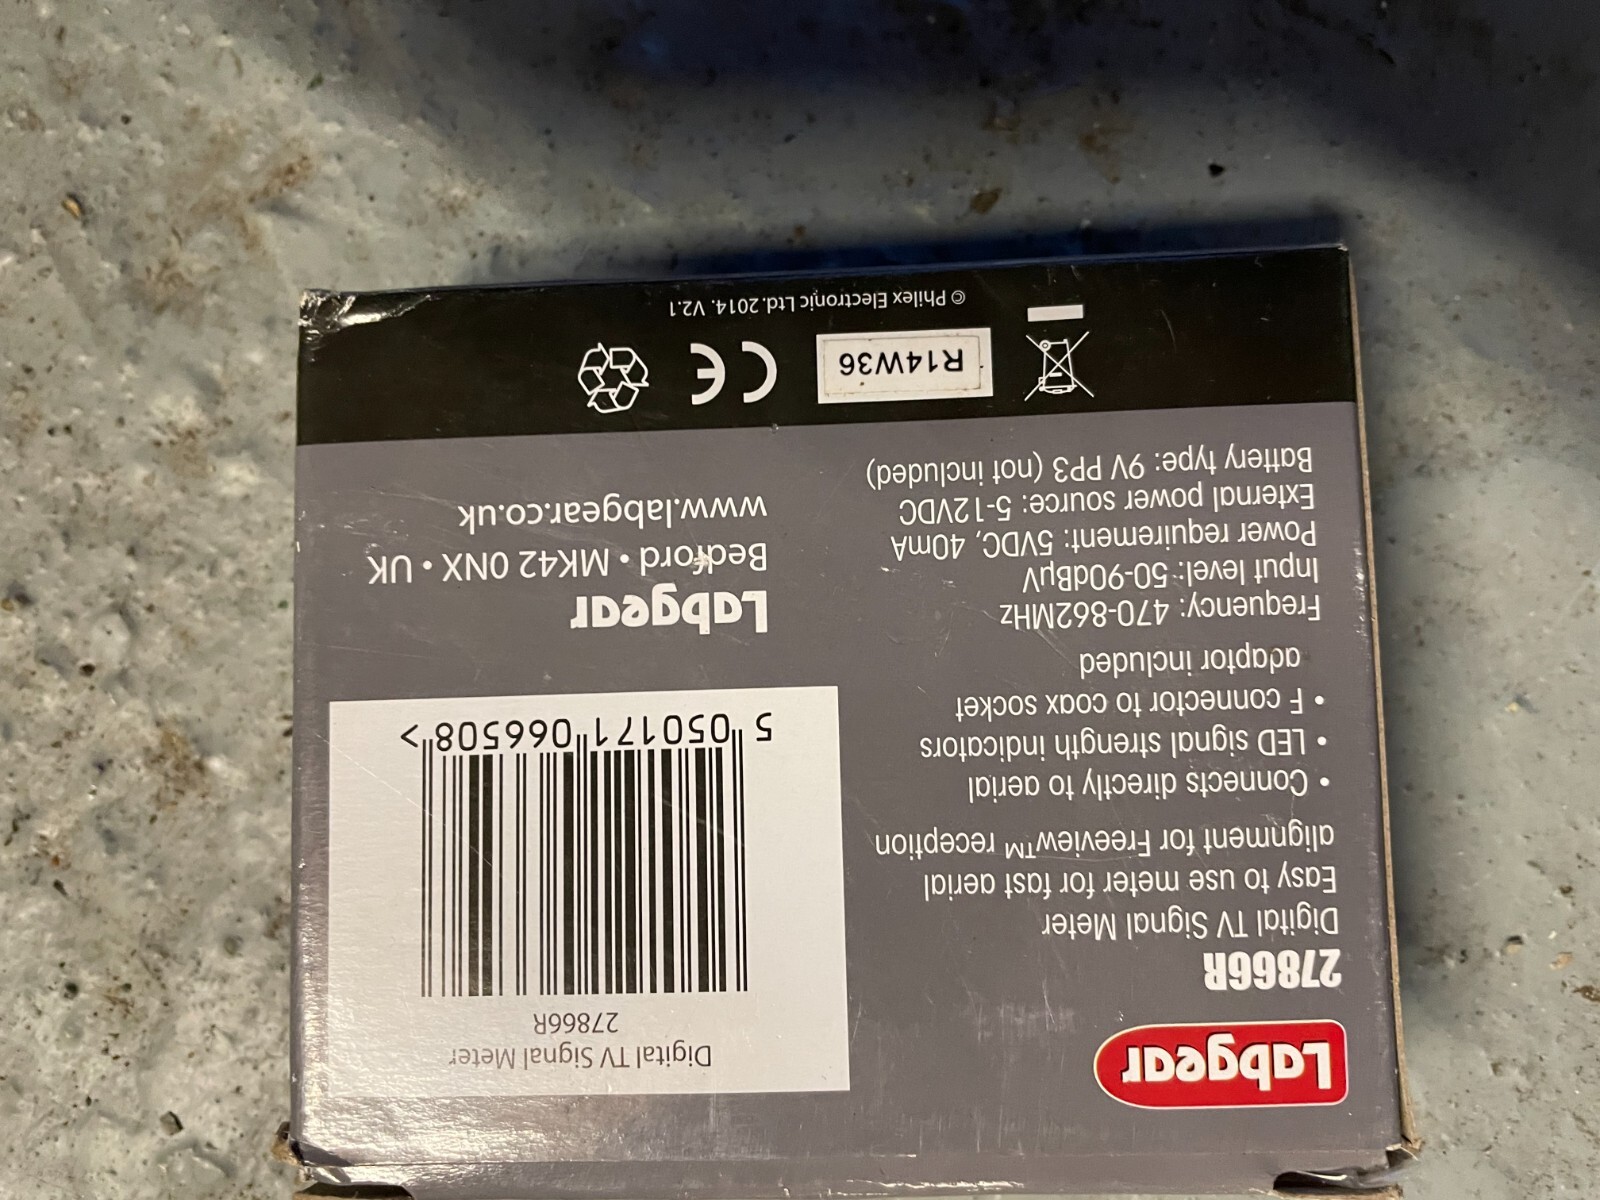 Labgear
27866R
Digital TV Signal Meter
Easy to use meter for fast aerial
alignment for Freeview™ reception
• Connects directly to aerial
• LED signal strength indicators
• F connector to coax socket
adaptor included
Frequency: 470-862MHz
Input level: 50-90dBµV
Power requirement: 5VDC, 40mA
External power source: 5-12VDC
Battery type: 9V PP3 (not included)
Digital TV Signal Meter
27866R
5 050171 066508 >
Labgear
Bedford • MK42 0NX • UK
www.labgear.co.uk
R14W36
CE
© Philex Electronic Ltd.2014. V2.1